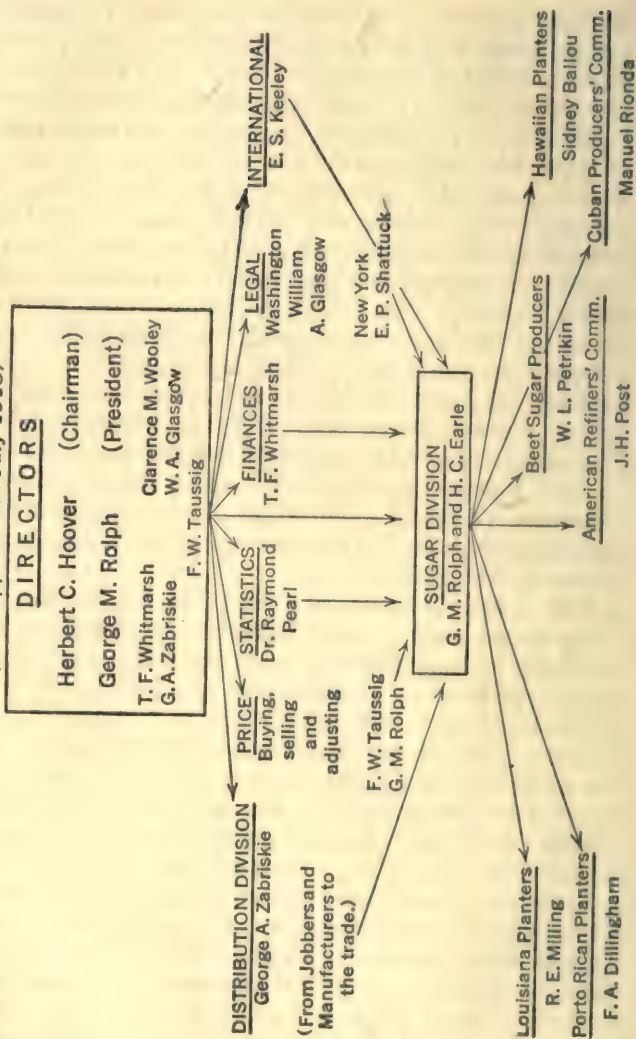 DIRECTORS
Herbert C. Hoover (Chairman)
George M. Rolph (President)
T. F. Whitmarsh Clarence M. Wooley
G. A. Zabriskie W. A. Glasgow
F. W. Taussig
DISTRIBUTION DIVISION
George A. Zabriskie
(From Jobbers and
Manufacturers to
the trade.)
PRICE
Buying,
selling
and
adjusting
F. W. Taussig
G. M. Rolph
STATISTICS
Dr. Raymond
Pearl
FINANCES
T. F. Whitmarsh
LEGAL
Washington
William
A. Glasgow
New York
E. P. Shattuck
INTERNATIONAL
E. S. Keeley
SUGAR DIVISION
G. M. Rolph and H. C. Earle
Louisiana Planters
R. E. Milling
Porto Rican Planters
F. A. Dillingham
American Refiners' Comm.
J. H. Post
Beet Sugar Producers
W. L. Petrikin
Cuban Producers' Comm.
Manuel Rionda
Hawaiian Planters
Sidney Ballou